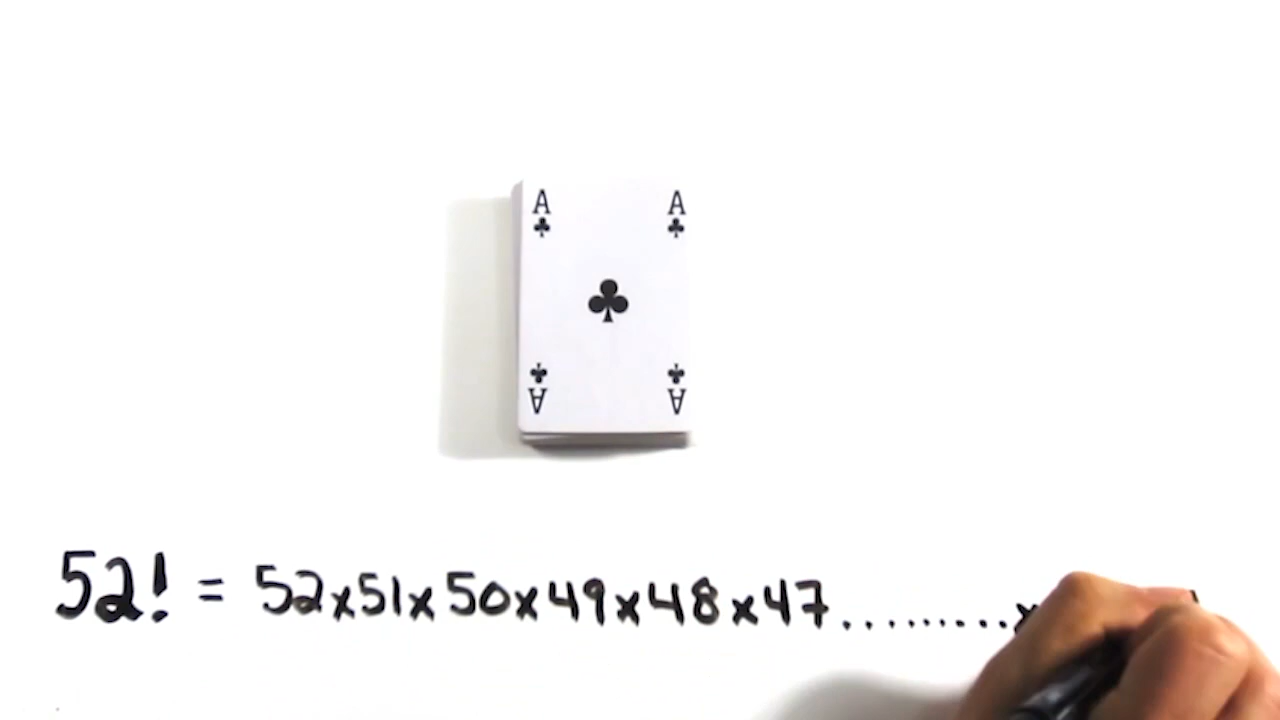 A A
A A
52! = 52x51x50x49x48x47.........x